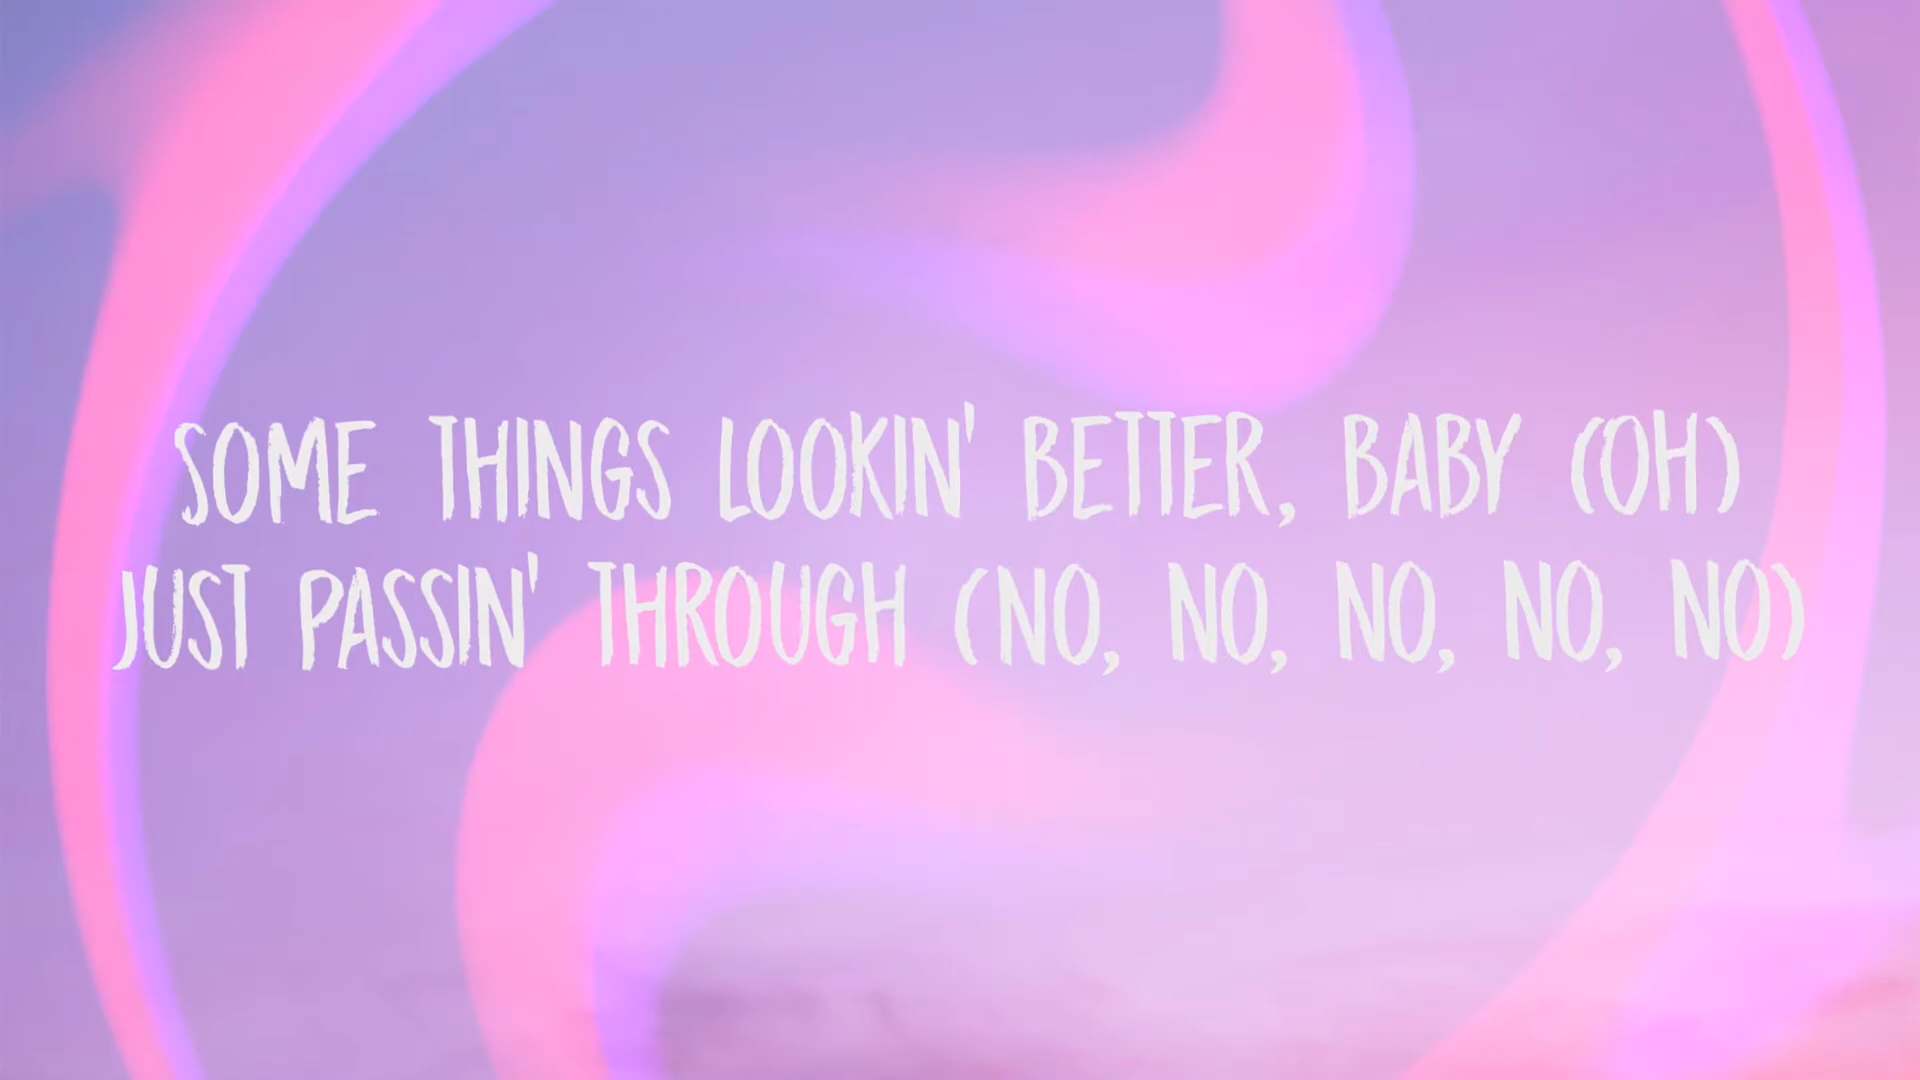 SOME THINGS LOOKIN' BETTER, BABY (OH)
JUST PASSIN' THROUGH (NO, NO, NO, NO, NO)